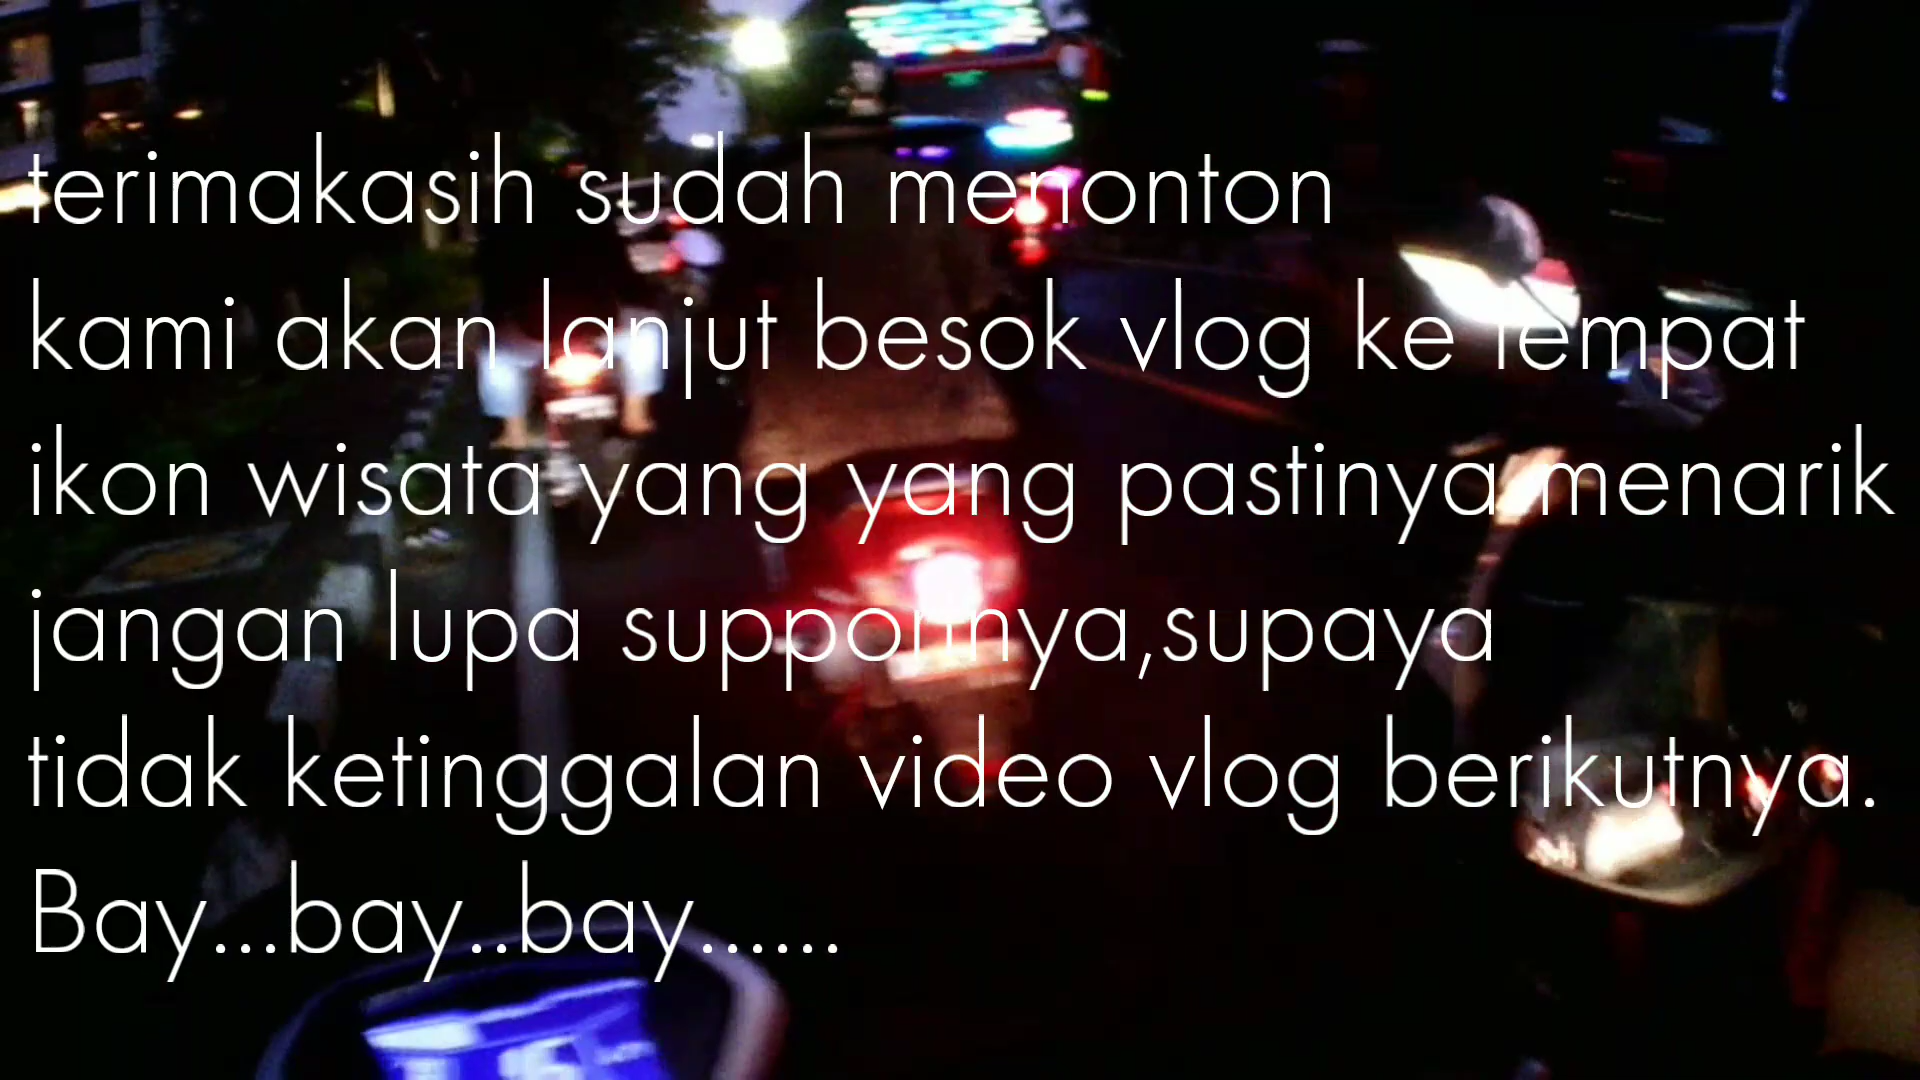 terimakasih sudah menonton
kami akan lanjut besok vlog ke tempat
ikon wisata yang yang pastinya menarik
jangan lupa supportnya,supaya
tidak ketinggalan video vlog berikutnya.
Bay...bay..bay......